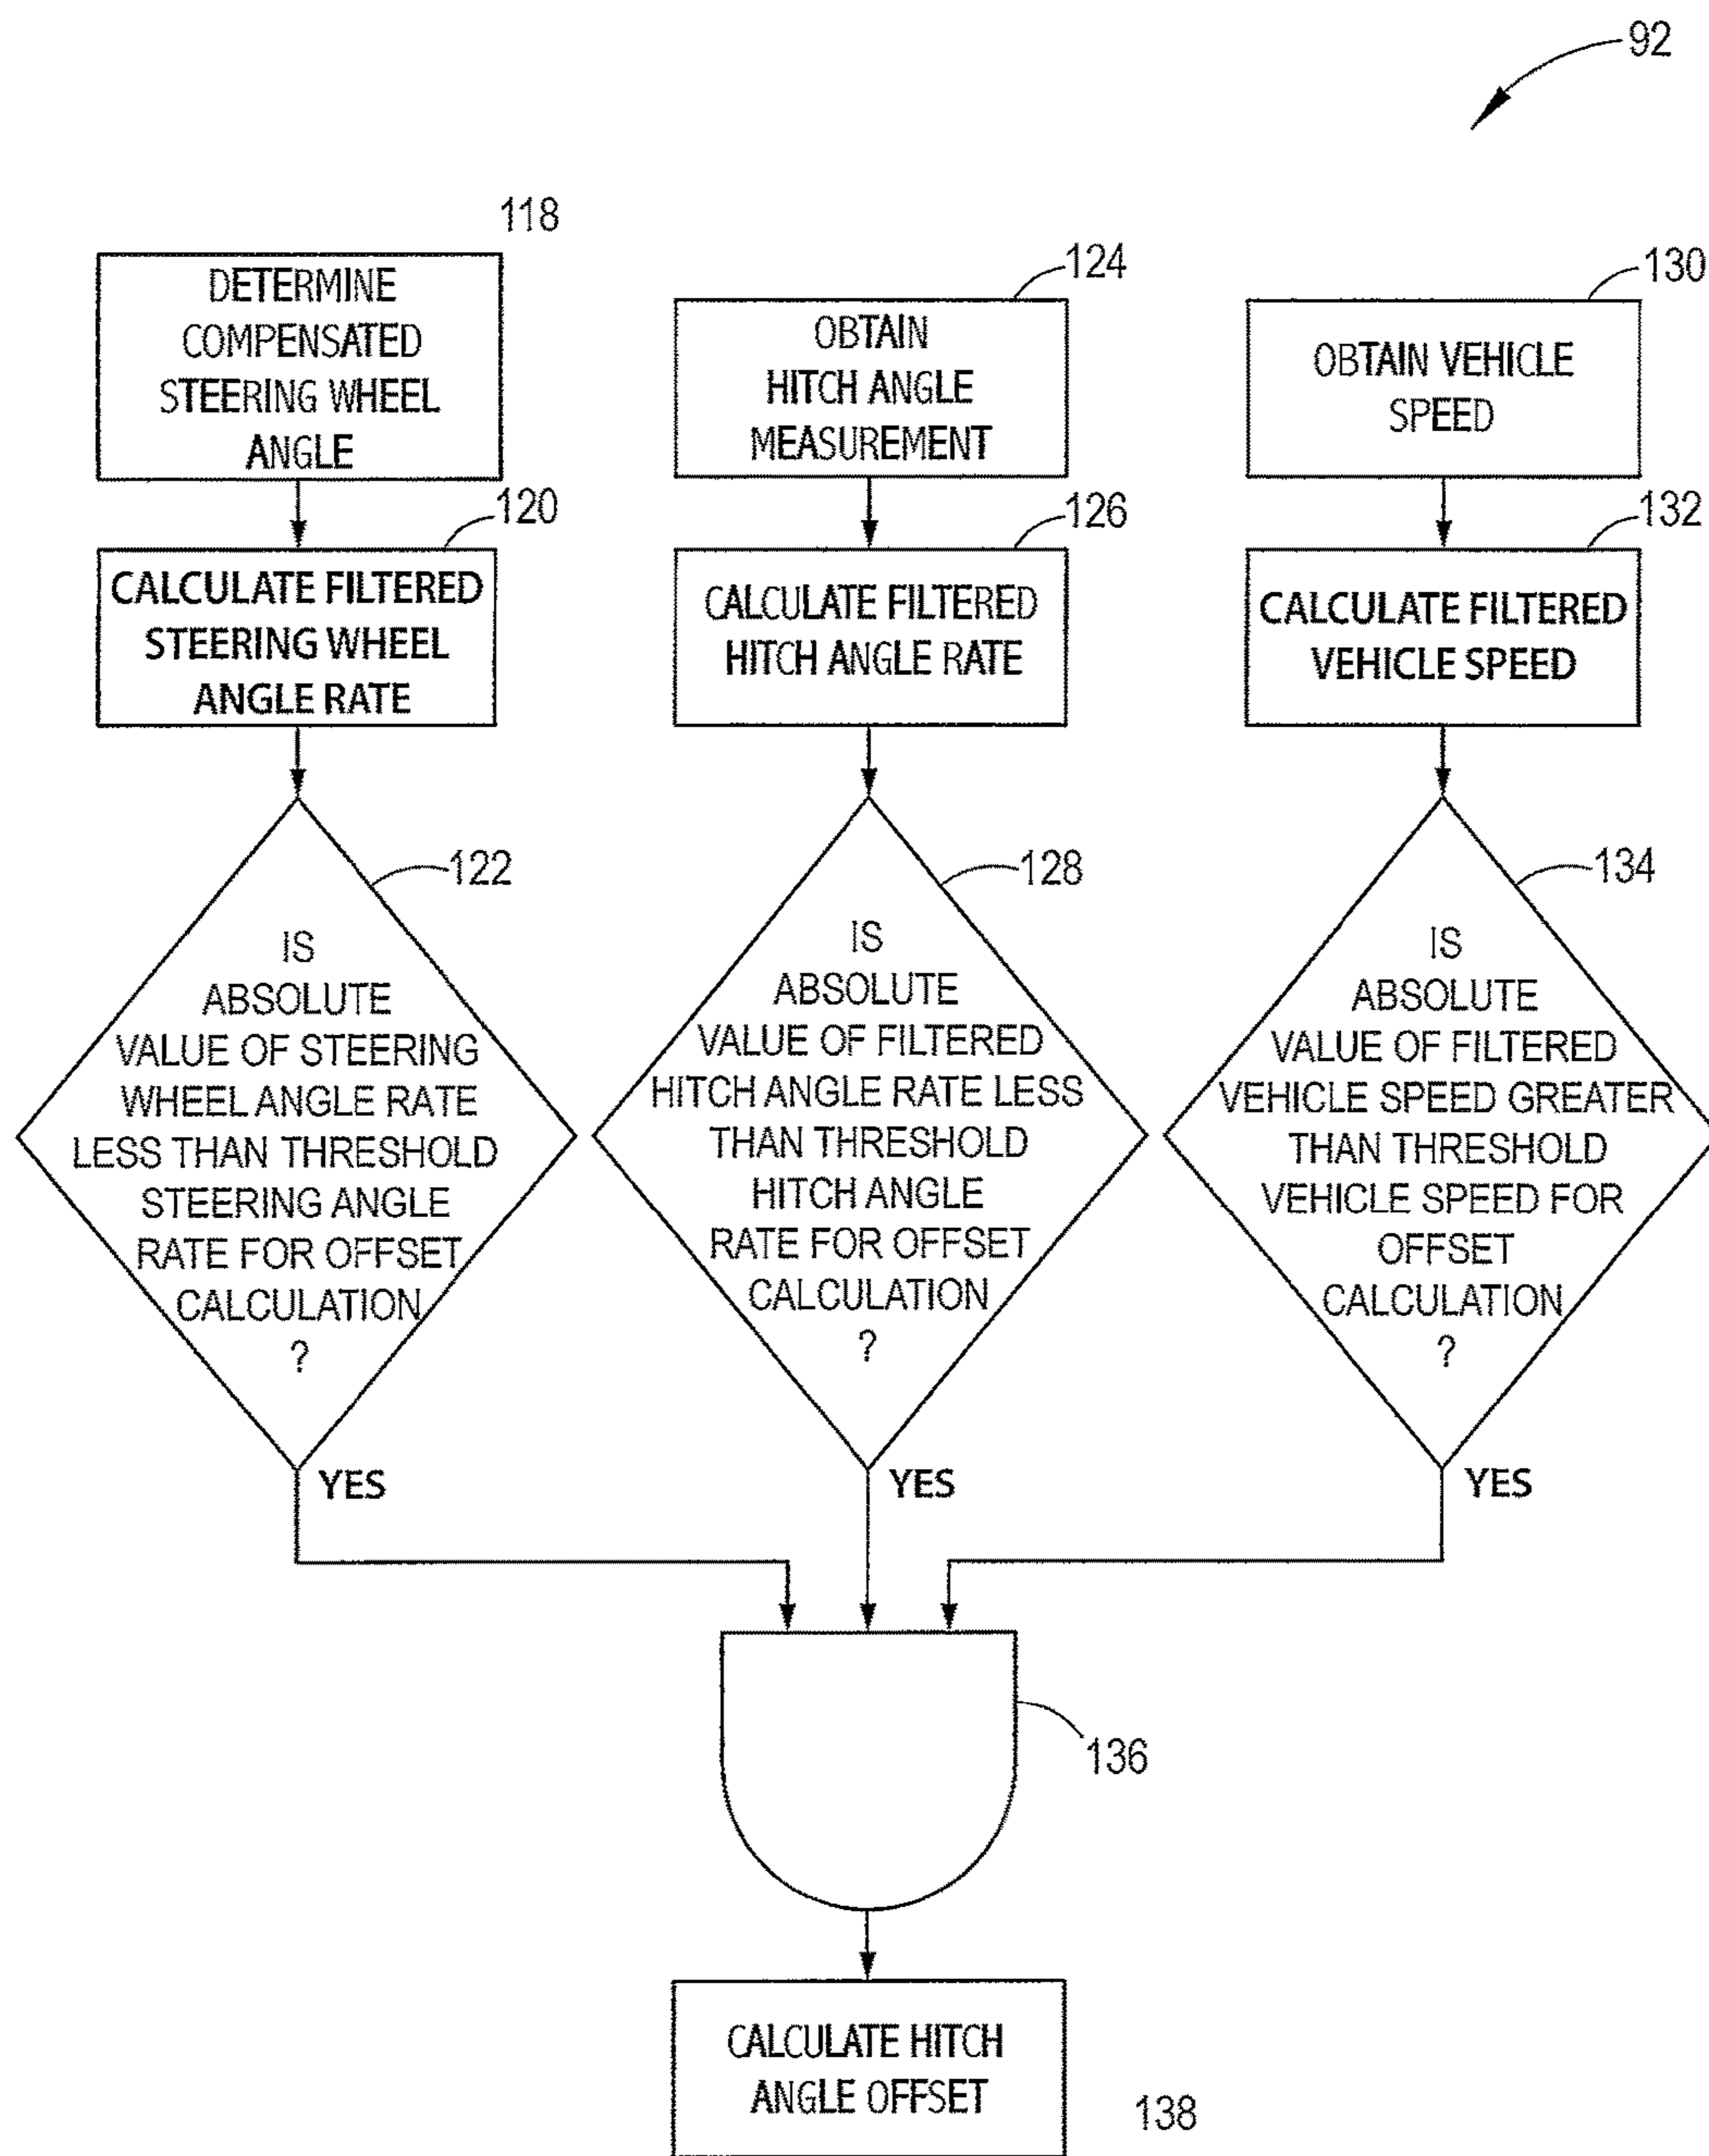 92
118
DETERMINE
COMPENSATED
STEERING WHEEL
ANGLE
124
OBTAIN
HITCH ANGLE
MEASUREMENT
130
OBTAIN VEHICLE
SPEED
120
CALCULATE FILTERED
STEERING WHEEL
ANGLE RATE
126
CALCULATE FILTERED
HITCH ANGLE RATE
132
CALCULATE FILTERED
VEHICLE SPEED
122
IS
ABSOLUTE
VALUE OF STEERING
WHEEL ANGLE RATE
LESS THAN THRESHOLD
STEERING ANGLE
RATE FOR OFFSET
CALCULATION
?
YES
128
IS
ABSOLUTE
VALUE OF FILTERED
HITCH ANGLE RATE LESS
THAN THRESHOLD
HITCH ANGLE
RATE FOR OFFSET
CALCULATION
?
YES
134
IS
ABSOLUTE
VALUE OF FILTERED
VEHICLE SPEED GREATER
THAN THRESHOLD
VEHICLE SPEED FOR
OFFSET
CALCULATION
?
YES
136
CALCULATE HITCH
ANGLE OFFSET
138